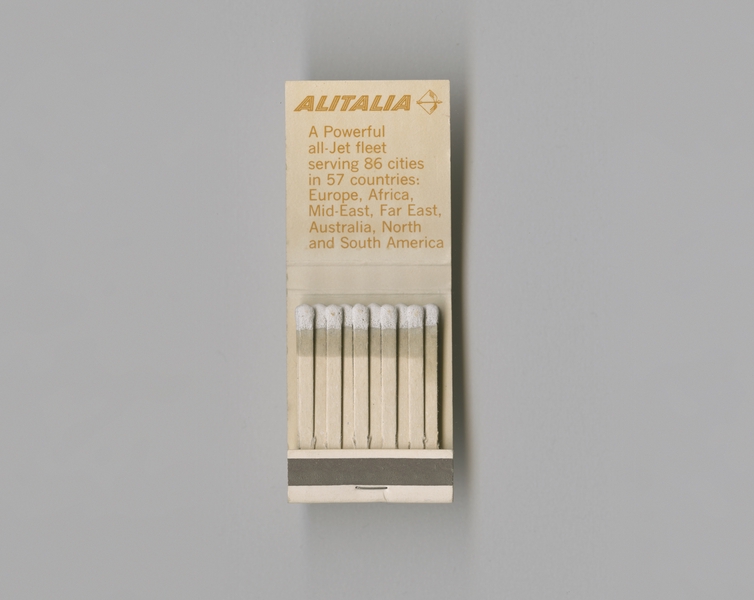 ALITALIA
A Powerful
all-Jet fleet
serving 86 cities
in 57 countries:
Europe, Africa,
Mid-East, Far East,
Australia, North
and South America